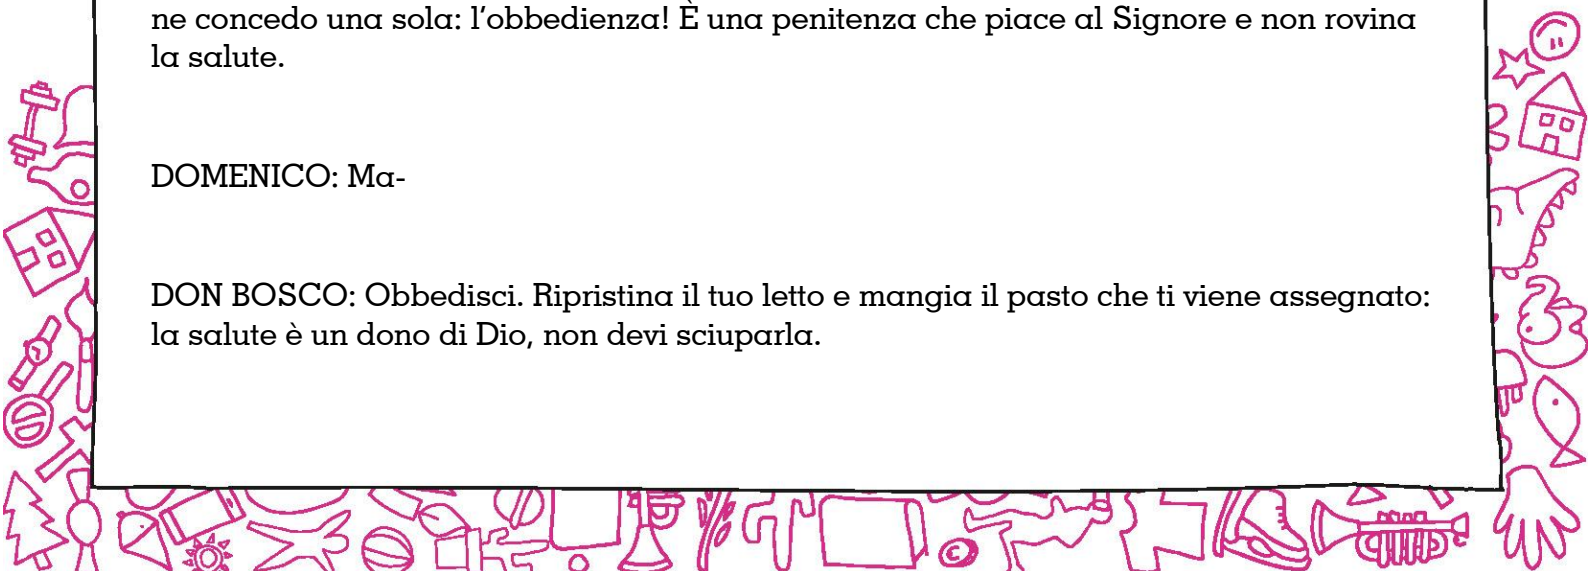 ne concedo una sola: l’obbedienza! È una penitenza che piace al Signore e non rovina
la salute.
DOMENICO: Ma-
DON BOSCO: Obbedisci. Ripristina il tuo letto e mangia il pasto che ti viene assegnato:
la salute è un dono di Dio, non devi sciuparla.